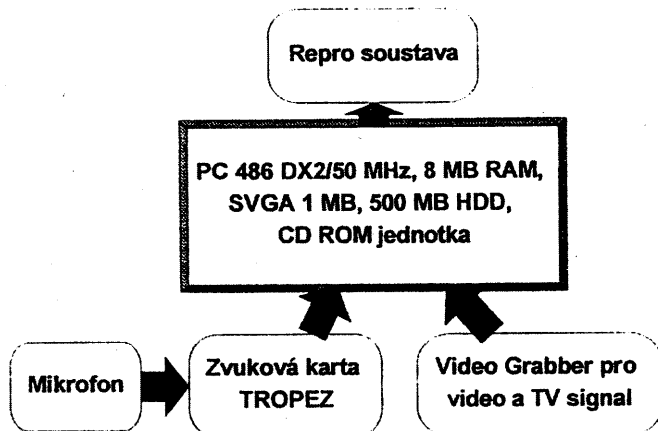 Repro soustava
PC 486 DX2/50 MHz, 8 MB RAM,
SVGA 1 MB, 500 MB HDD,
CD ROM jednotka
Mikrofon
Zvuková karta
TROPEZ
Video Grabber pro
video a TV signal